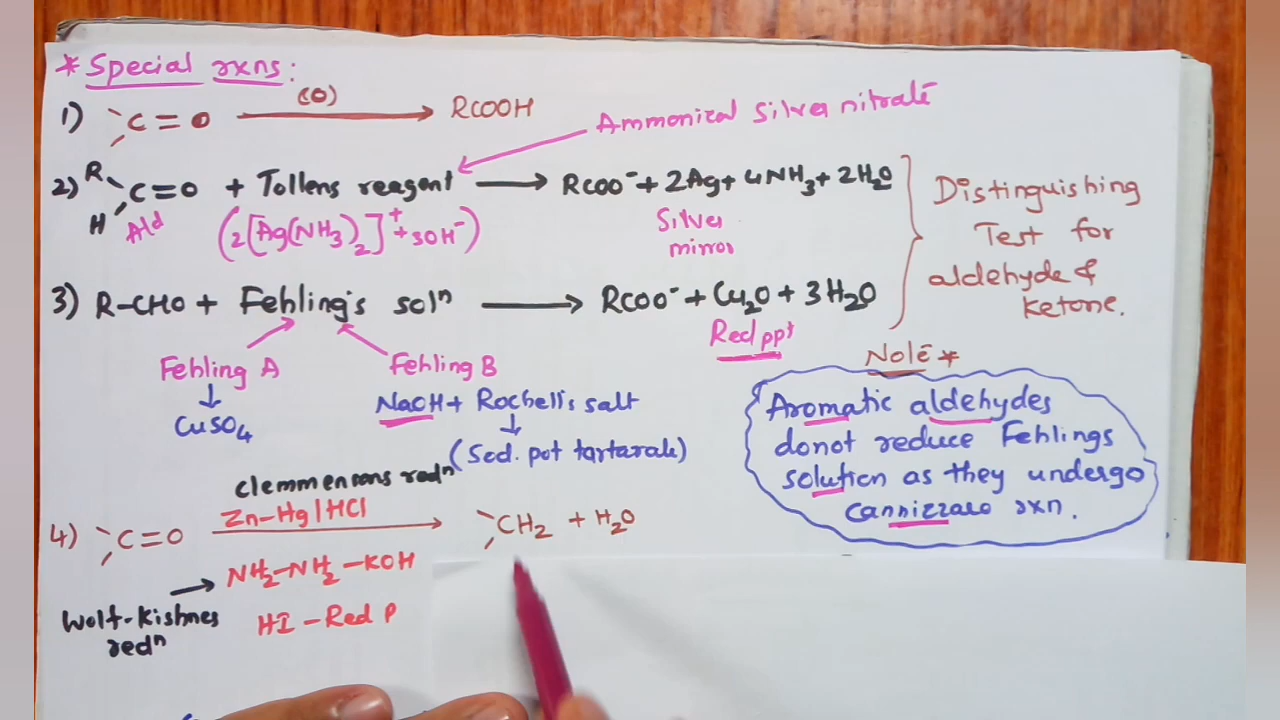 * Special rxns:
1) >C=O (O) → RCOOH
Ammonical Silver nitrate
2) R H C=O + Tollens reagent → RCOO⁻ + 2Ag + 4NH₃ + 2H₂O
Ald (2[Ag(NH₃)₂]⁺ + 3OH⁻) Silver mirror
3) R-CHO + Fehling's solⁿ → RCOO⁻ + Cu₂O + 3H₂O
Red ppt
Distinguishing
Test for
aldehyde &
ketone.
Fehling A Fehling B
↓
CuSO₄
NaOH + Rochell's salt
↓
(Sod. pot tartarate)
Note *
Aromatic aldehydes
donot reduce Fehlings
solution as they undergo
cannizzaro rxn.
clemmensons redⁿ
4) >C=O Zn-Hg|HCl → >CH₂ + H₂O
→ NH₂-NH₂-KOH
Wolf-Kishnes
redⁿ
HI - Red P